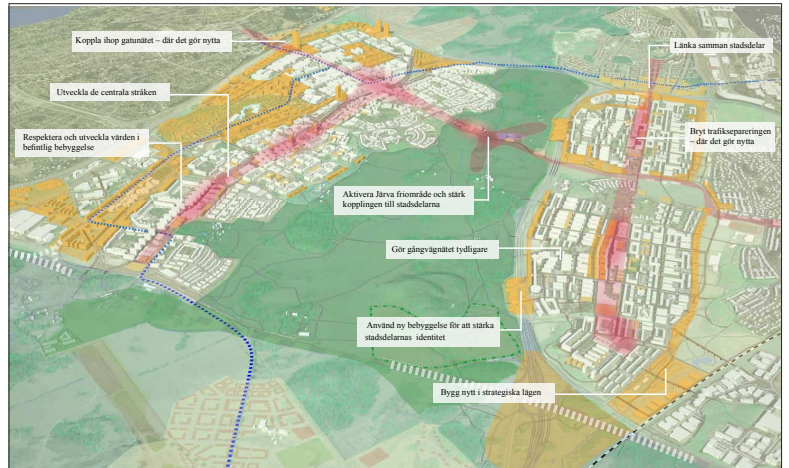 Koppla ihop gatunätet – där det gör nytta
Länka samman stadsdelar
Utveckla de centrala stråken
Respektera och utveckla värden i
befintlig bebyggelse
Bryt trafiksepareringen
– där det gör nytta
Aktivera Järva friområde och stärk
kopplingen till stadsdelarna
Gör gångvägnätet tydligare
Använd ny bebyggelse för att stärka
stadsdelarnas identitet
Bygg nytt i strategiska lägen